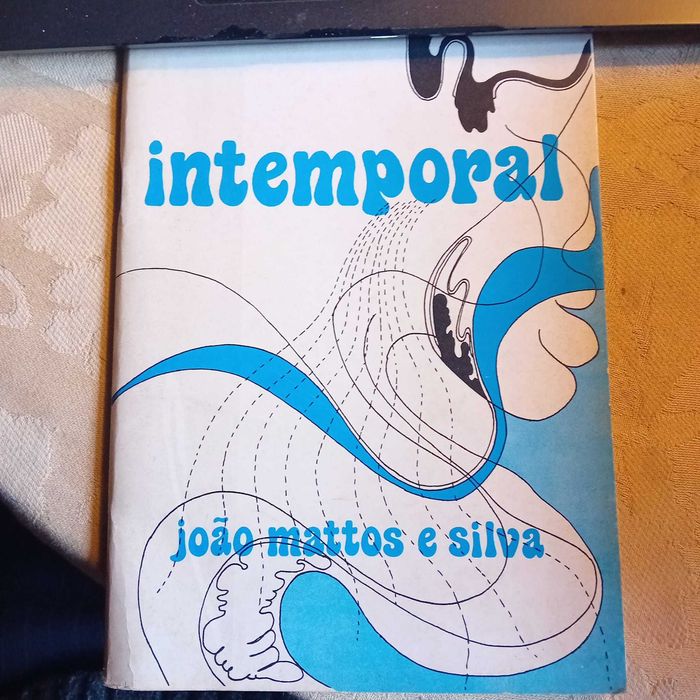 intemporal
joão mattos e silva